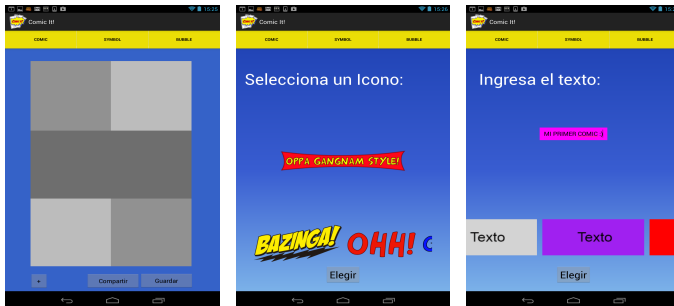 15:25
Comic It!
COMIC SYMBOL BUBBLE
+ Compartir Guardar
15:26
Comic It!
COMIC SYMBOL BUBBLE
Selecciona un Icono:
OPPA GANGNAM STYLE!
BAZINGA! OHH!
Elegir
15:26
Comic It!
COMIC SYMBOL BUBBLE
Ingresa el texto:
MI PRIMER COMIC
Texto Texto
Elegir